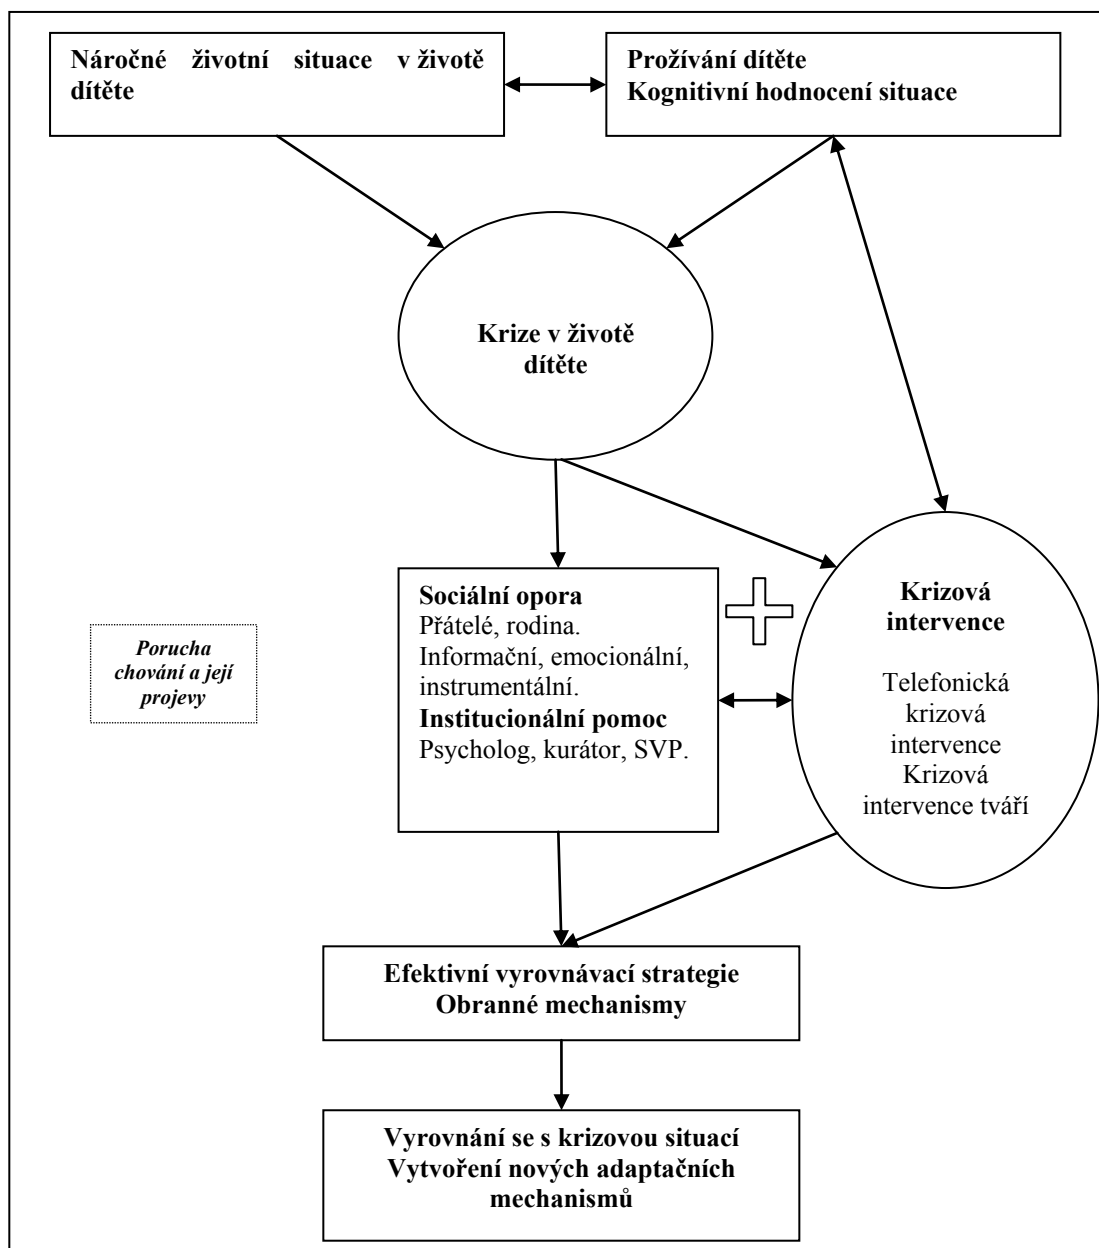 Náročné životní situace v životě
dítěte
Prožívání dítěte
Kognitivní hodnocení situace
Krize v životě
dítěte
Sociální opora
Přátelé, rodina.
Informační, emocionální,
instrumentální.
Institucionální pomoc
Psycholog, kurátor, SVP.
Krizová
intervence
Telefonická
krizová
intervence
Krizová
intervence tváří
Porucha
chování a její
projevy
Efektivní vyrovnávací strategie
Obranné mechanismy
Vyrovnání se s krizovou situací
Vytvoření nových adaptačních
mechanismů